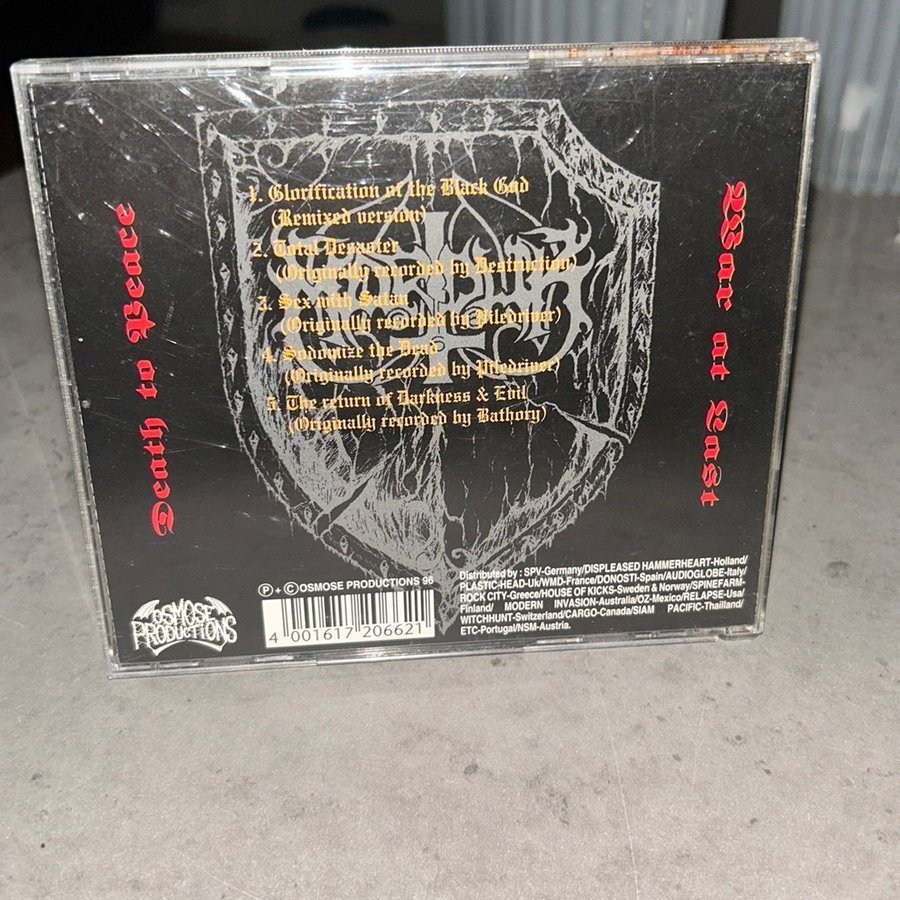 Death to Peace
1. Glorification of the Black God
(Remixed version)
2. Total Desaster
(Originally recorded by Destruction)
3. Sex with Satan
(Originally recorded by Piledriver)
4. Sodomize the Dead
(Originally recorded by Piledriver)
5. The return of Darkness & Evil
(Originally recorded by Bathory)
MARDUK
War at Last
OSMOSE
PRODUCTIONS
Ⓟ + © OSMOSE PRODUCTIONS 96
4 001617 206621
Distributed by : SPV-Germany/DISPLEASED HAMMERHEART-Holland/
PLASTIC-HEAD-Uk/WMD-France/DONOSTI-Spain/AUDIOGLOBE-Italy/
ROCK CITY-Greece/HOUSE OF KICKS-Sweden & Norway/SPINEFARM-
Finland/ MODERN INVASION-Australia/OZ-Mexico/RELAPSE-Usa/
WITCHHUNT-Switzerland/CARGO-Canada/SIAM PACIFIC-Thailland/
ETC-Portugal/NSM-Austria.